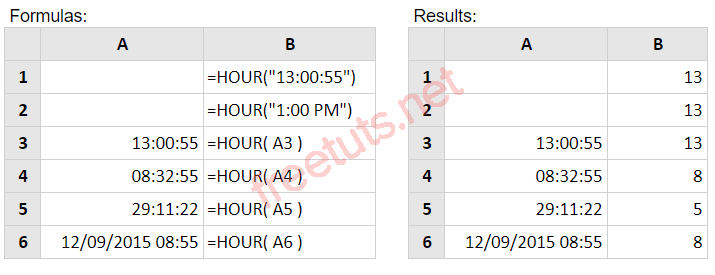 Formulas: Results:
A B A B
1 =HOUR("13:00:55") 1 13
2 =HOUR("1:00 PM") 2 13
3 13:00:55 =HOUR( A3 ) 3 13:00:55 13
4 08:32:55 =HOUR( A4 ) 4 08:32:55 8
5 29:11:22 =HOUR( A5 ) 5 29:11:22 5
6 12/09/2015 08:55 =HOUR( A6 ) 6 12/09/2015 08:55 8
freetuts.net